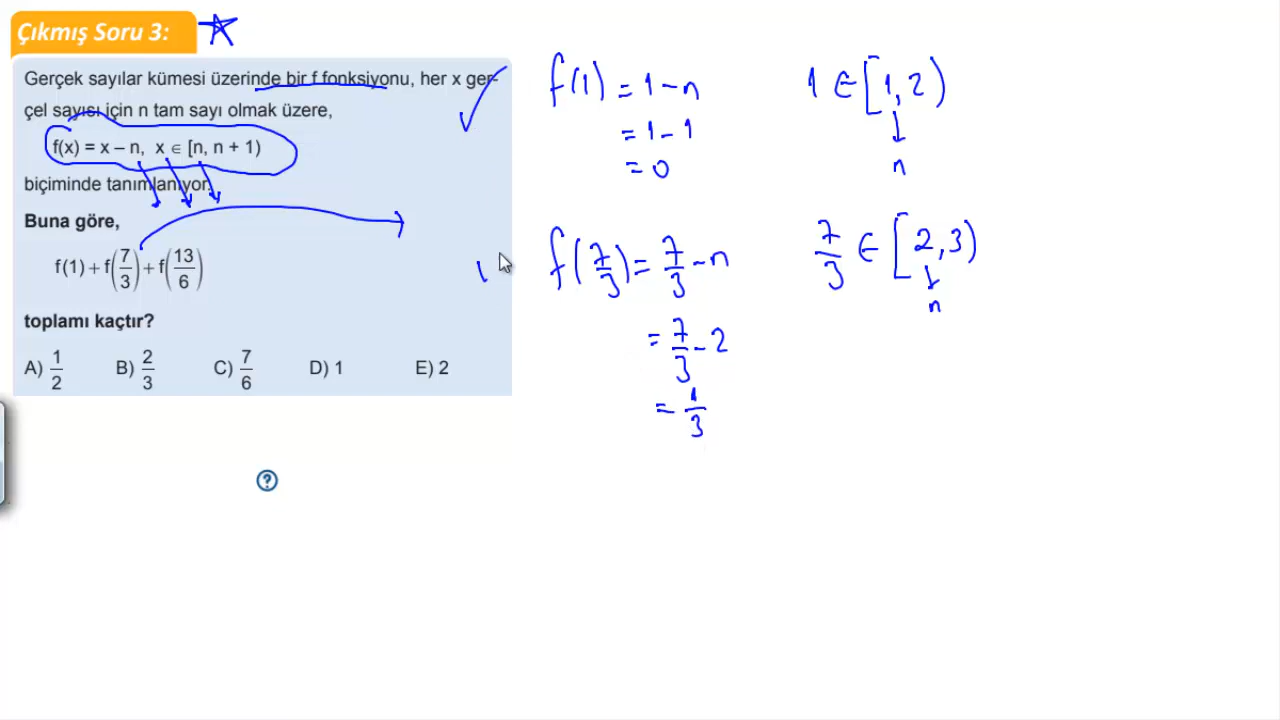 Çıkmış Soru 3:
Gerçek sayılar kümesi üzerinde bir f fonksiyonu, her x ger-
çel sayısı için n tam sayı olmak üzere,
f(x) = x – n, x ∈ [n, n + 1)
biçiminde tanımlanıyor.
Buna göre,
f(1) + f(7/3) + f(13/6)
toplamı kaçtır?
A) 1/2 B) 2/3 C) 7/6 D) 1 E) 2
f(1) = 1 - n
= 1 - 1
= 0
1 ∈ [1, 2)
n
f(7/3) = 7/3 - n
= 7/3 - 2
= 1/3
7/3 ∈ [2, 3)
n